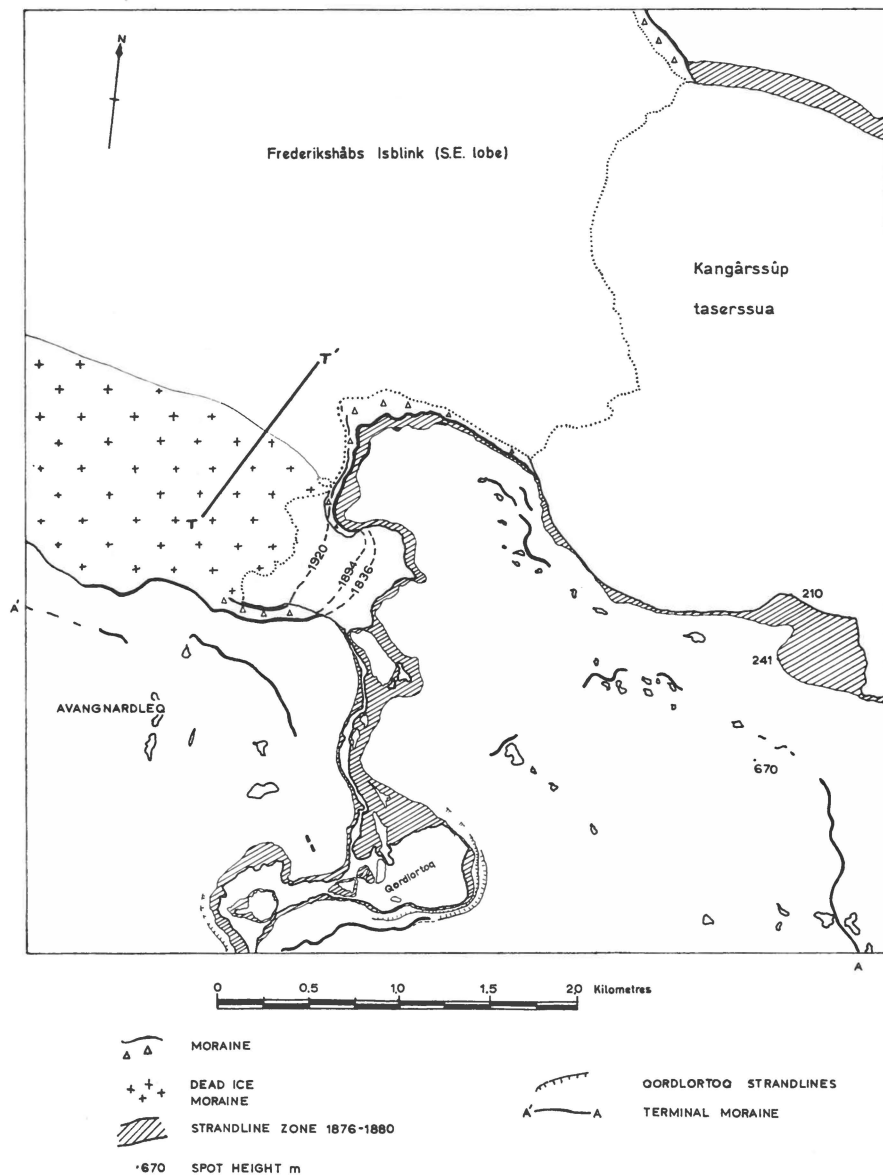 N
Frederikshåbs Isblink (S.E. lobe)
Kangârssûp
taserssua
T'
T
1920
1894
1836
A'
210
241
AVANGNARDLEQ
670
Qordlortoq
A
0 0,5 1,0 1,5 2,0 Kilometres
MORAINE
DEAD ICE
MORAINE
STRANDLINE ZONE 1876-1880
·670 SPOT HEIGHT m
QORDLORTOQ STRANDLINES
A' A TERMINAL MORAINE